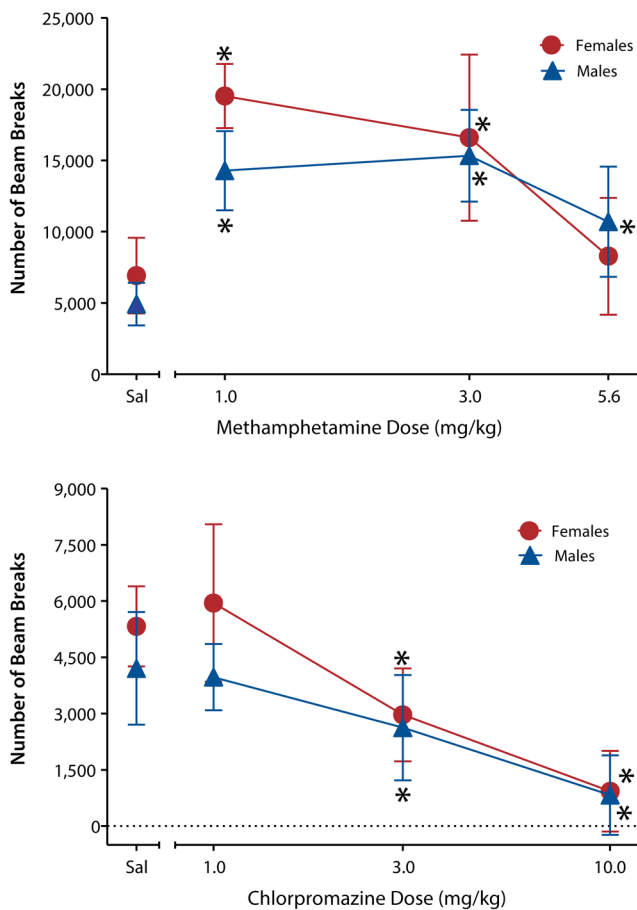 25,000
20,000
15,000
10,000
5,000
0
Number of Beam Breaks
Females
Males
*
*
*
*
*
Sal
1.0
3.0
5.6
Methamphetamine Dose (mg/kg)
9,000
7,500
6,000
4,500
3,000
1,500
0
Number of Beam Breaks
Females
Males
*
*
*
*
Sal
1.0
3.0
10.0
Chlorpromazine Dose (mg/kg)